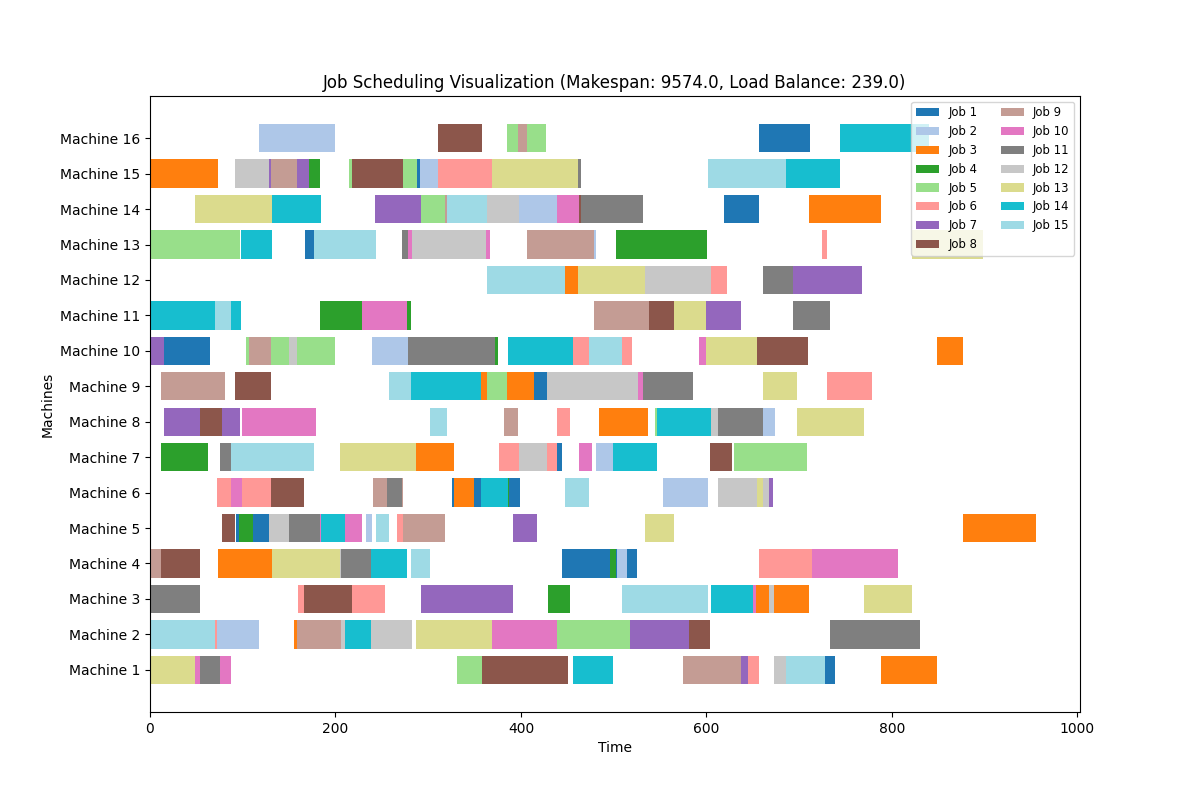 Job Scheduling Visualization (Makespan: 9574.0, Load Balance: 239.0)
Machine 16
Machine 15
Machine 14
Machine 13
Machine 12
Machine 11
Machine 10
Machine 9
Machine 8
Machine 7
Machine 6
Machine 5
Machine 4
Machine 3
Machine 2
Machine 1
Machines
0 200 400 600 800 1000
Time
Job 1
Job 2
Job 3
Job 4
Job 5
Job 6
Job 7
Job 8
Job 9
Job 10
Job 11
Job 12
Job 13
Job 14
Job 15